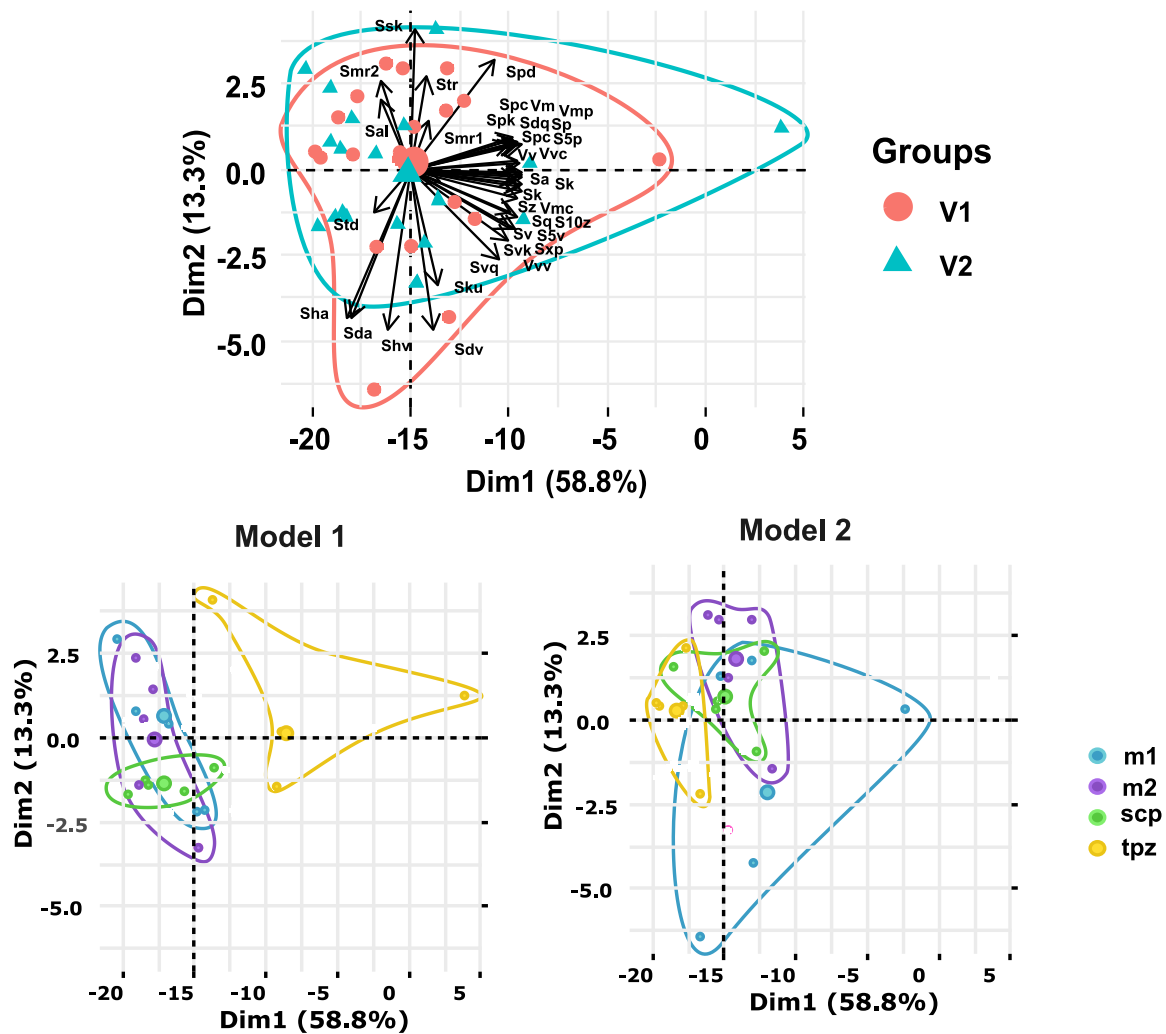 Ssk
Smr2
Str
Spd
2.5
Spc Vm Vmp
Spk Sdq Sp
Sal
Smr1
Spc S5p
Vv Vvc
0.0
Sa Sk
Sk
Sz Vmc
Std
Sq S10z
Sv S5v
-2.5
Svk Sxp
Svq
Vvv
Sku
Sha
Sda
Shv
Sdv
-5.0
Dim2 (13.3%)
-20 -15 -10 -5 0 5
Dim1 (58.8%)
Groups
V1
V2
Model 1
2.5
0.0
-2.5
-5.0
Dim2 (13.3%)
-20 -15 -10 -5 0 5
Dim1 (58.8%)
Model 2
2.5
0.0
-2.5
-5.0
Dim2 (13.3%)
-20 -15 -10 -5 0 5
Dim1 (58.8%)
m1
m2
scp
tpz